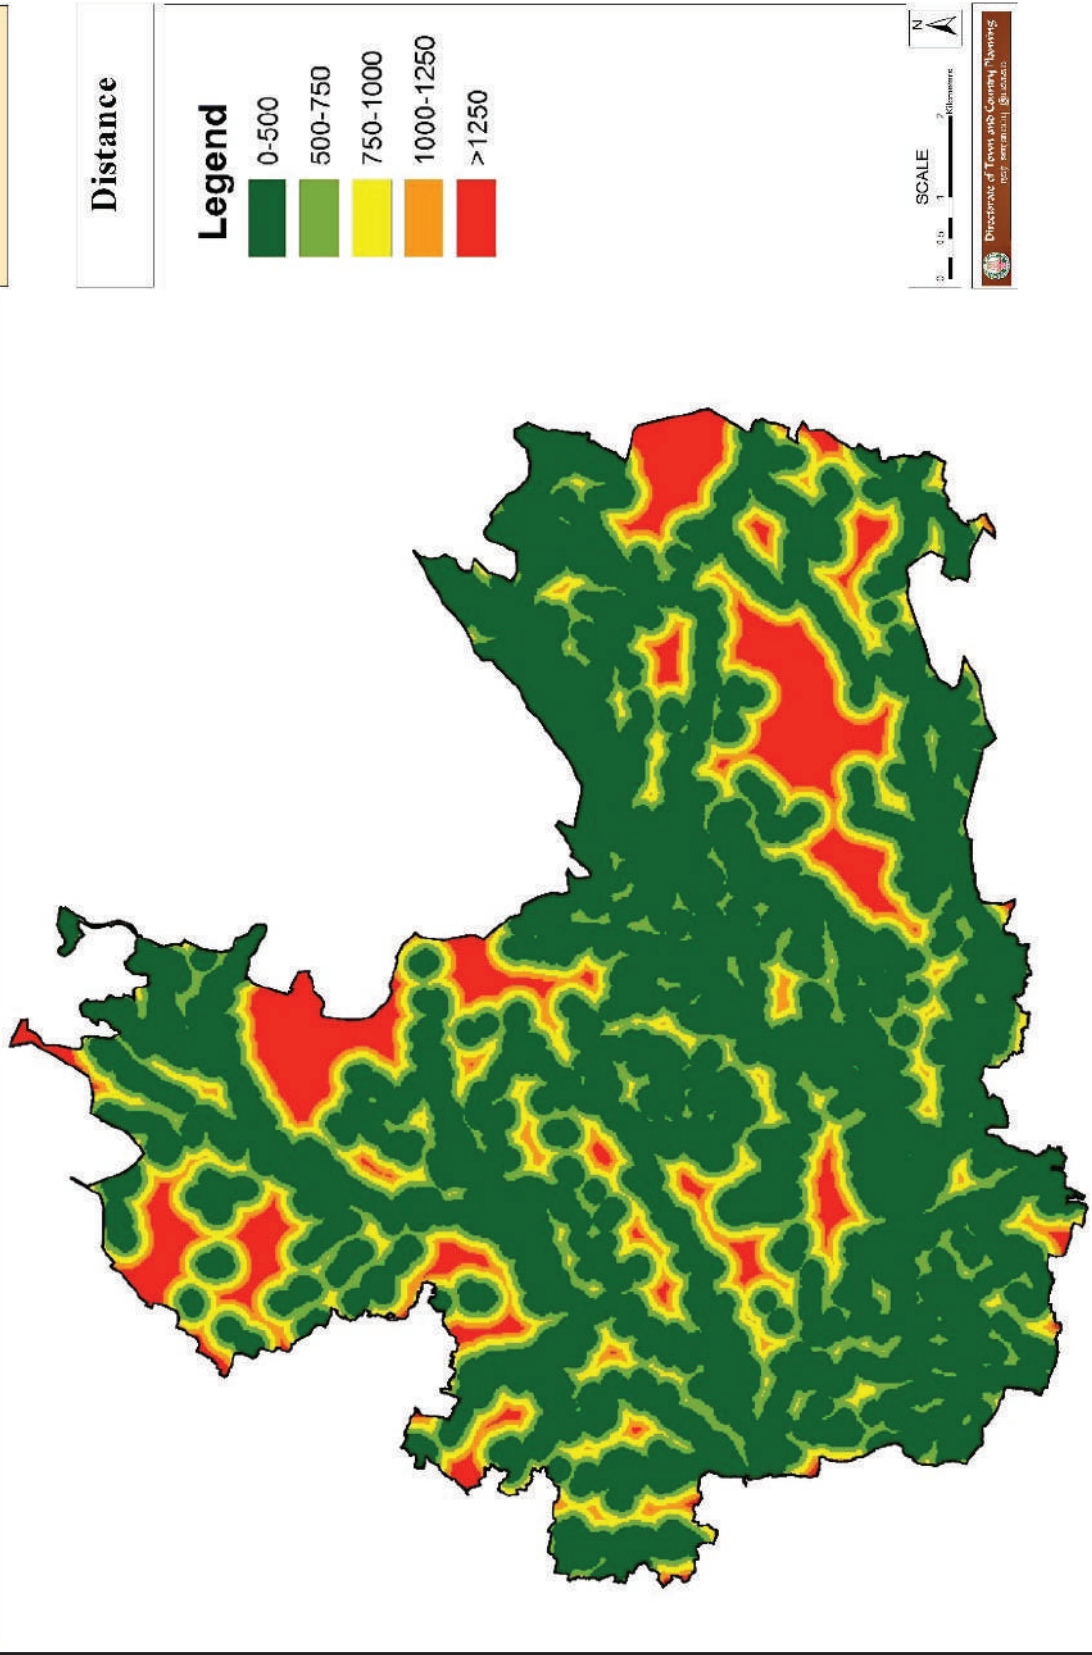 Distance
Legend
0-500
500-750
750-1000
1000-1250
>1250
N
SCALE
0 0.5 1 2
Kilometers
Directorate of Town and Country Planning